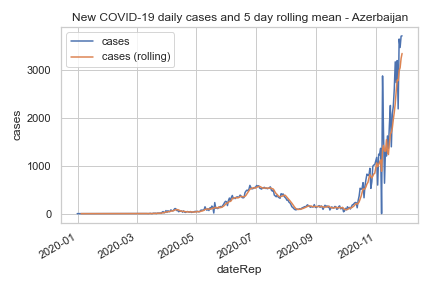 New COVID-19 daily cases and 5 day rolling mean - Azerbaijan
cases
cases (rolling)
3000
2000
1000
0
cases
2020-01
2020-03
2020-05
2020-07
2020-09
2020-11
dateRep